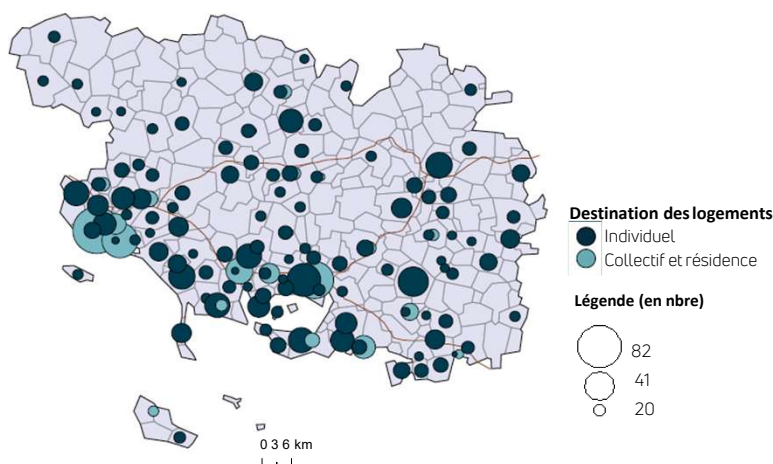 Destination des logements
Individuel
Collectif et résidence
Légende (en nbre)
82
41
20
0 3 6 km